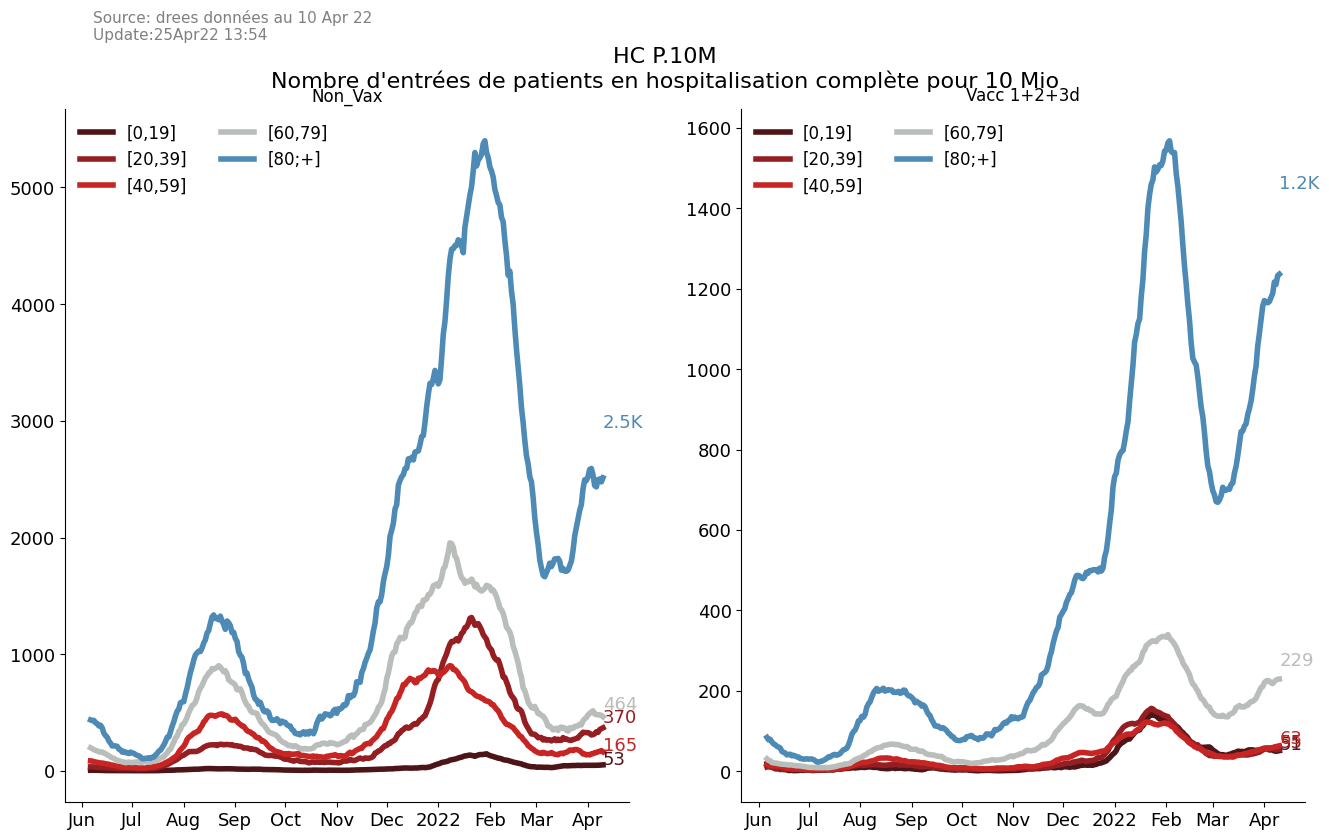 Source: drees données au 10 Apr 22
Update:25Apr22 13:54
HC P.10M
Nombre d'entrées de patients en hospitalisation complète pour 10 Mio
Non_Vax
[0,19] [60,79]
[20,39] [80;+]
[40,59]
5000
4000
3000
2000
1000
0
2.5K
464
370
165
53
Jun Jul Aug Sep Oct Nov Dec 2022 Feb Mar Apr
Vacc 1+2+3d
[0,19] [60,79]
[20,39] [80;+]
[40,59]
1600
1400
1200
1000
800
600
400
200
0
1.2K
229
Jun Jul Aug Sep Oct Nov Dec 2022 Feb Mar Apr